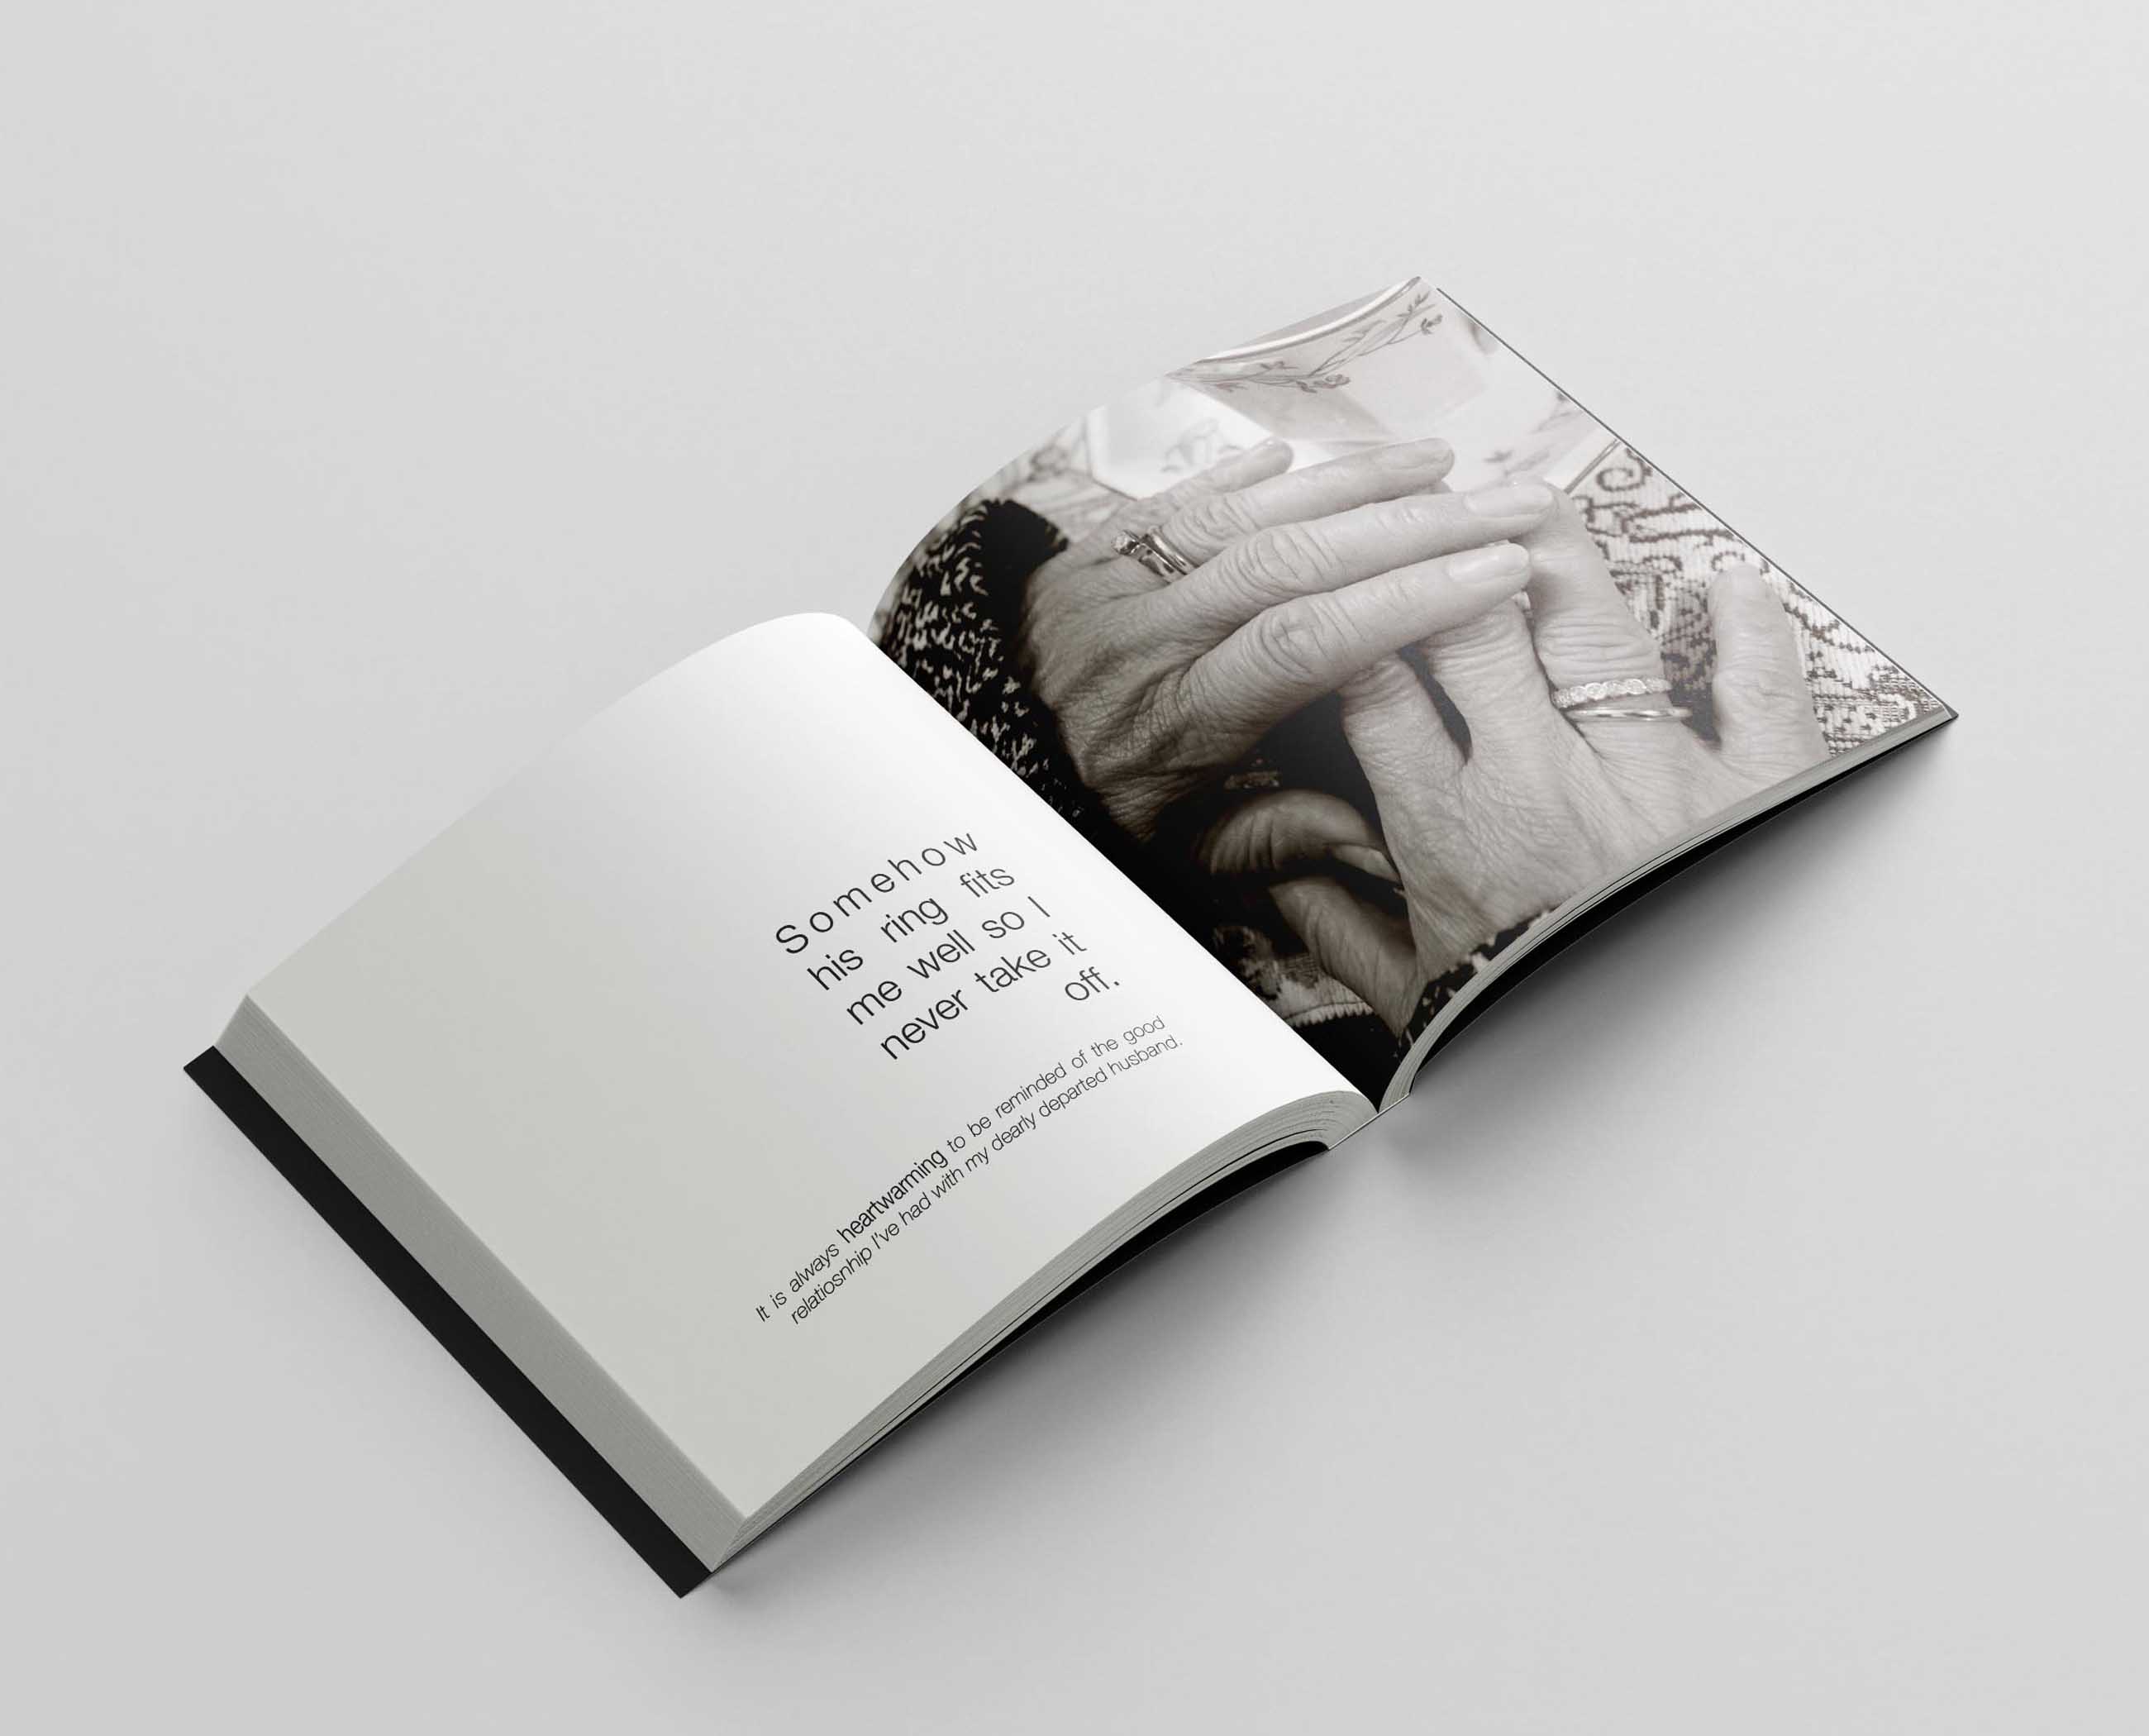 Somehow
his ring fits
me well so I
never take it
off.
It is always heartwarming to be reminded of the good
relatiosnhip I've had with my dearly departed husband.